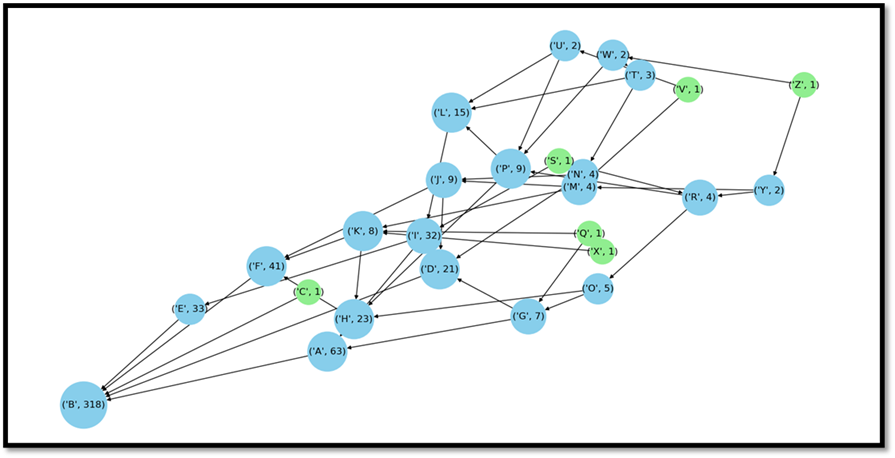 ('U', 2)
('W', 2)
('T', 3)
('V', 1)
('Z', 1)
('L', 15)
('S', 1)
('P', 9)
('N', 4)
('J', 9)
('M', 4)
('Y', 2)
('R', 4)
('K', 8)
('I', 32)
('Q', 1)
('X', 1)
('F', 41)
('D', 21)
('C', 1)
('O', 5)
('E', 33)
('H', 23)
('G', 7)
('A', 63)
('B', 318)